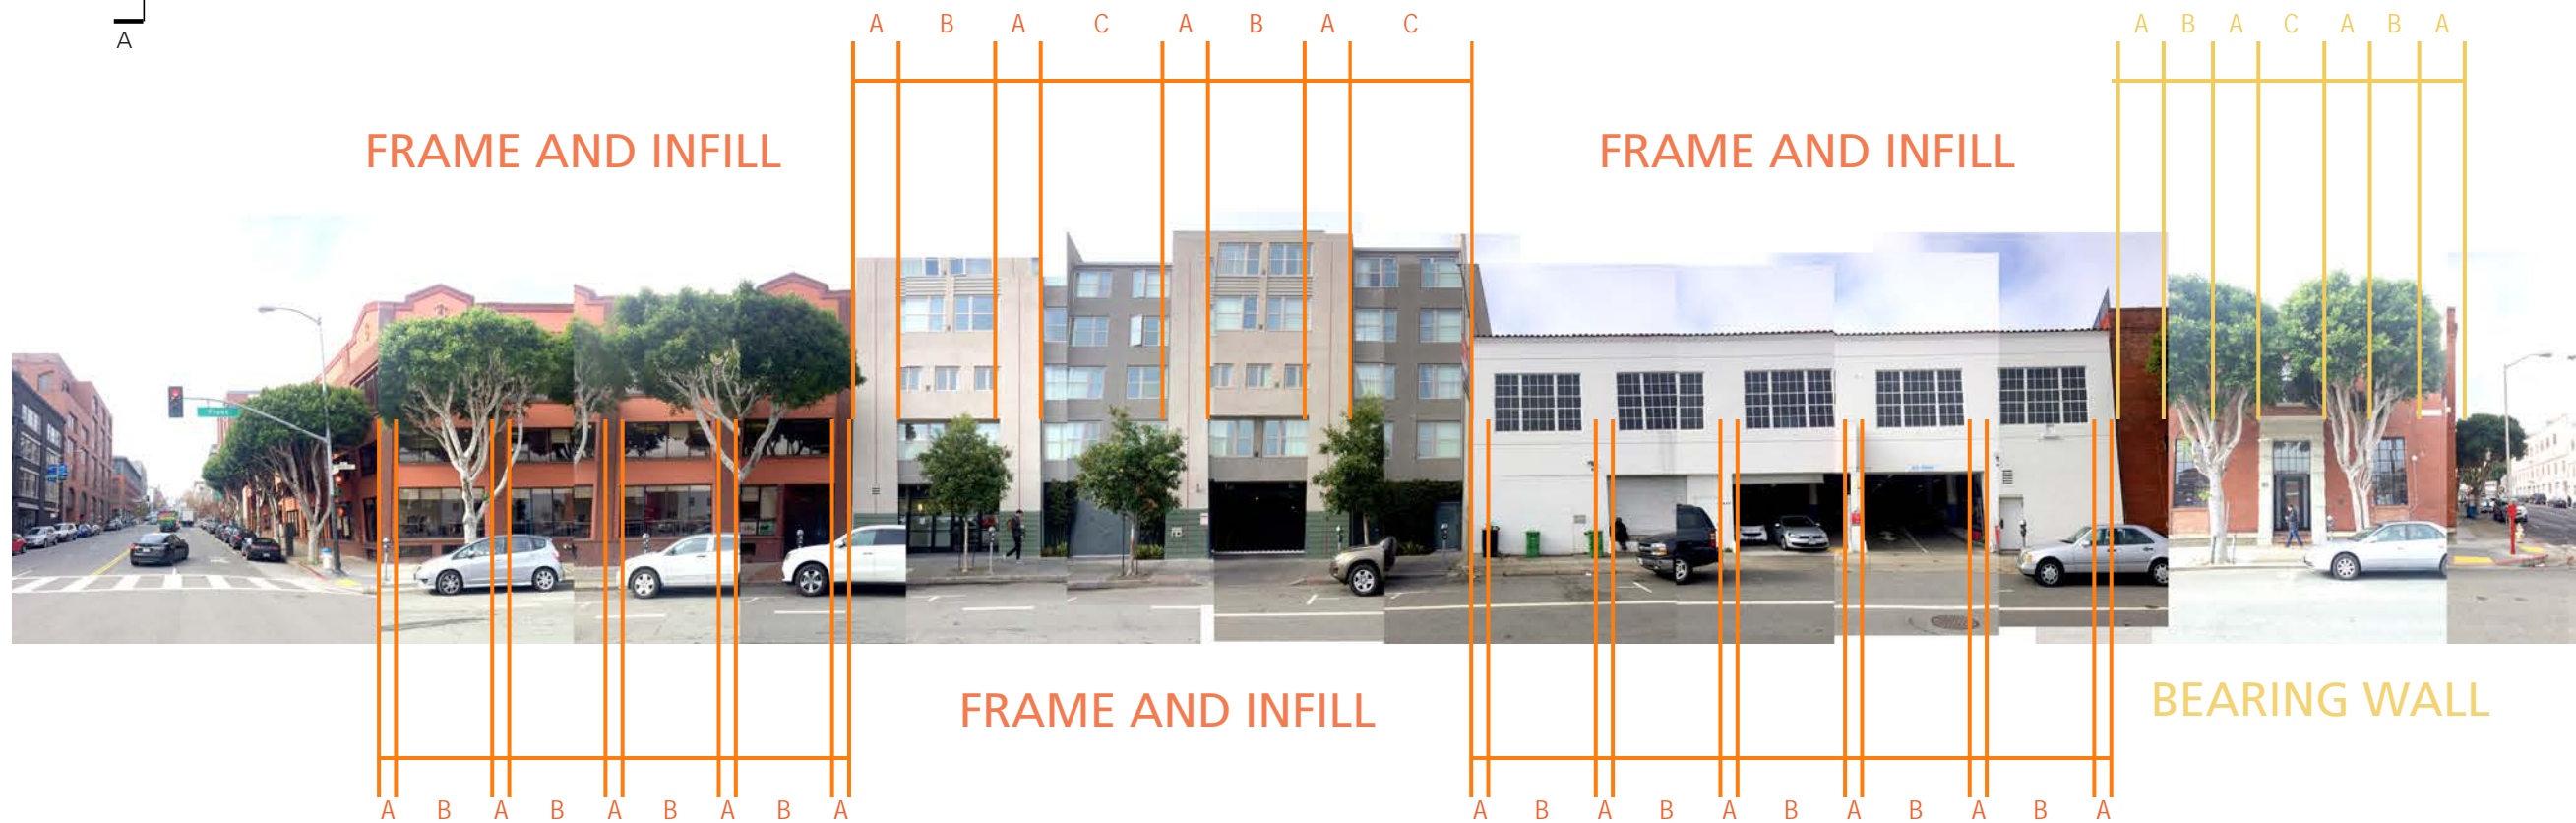 A
A B A C A B A C
A B A C A B A
FRAME AND INFILL
FRAME AND INFILL
FRAME AND INFILL
BEARING WALL
A B A B A B A B A
A B A B A B A B A B A